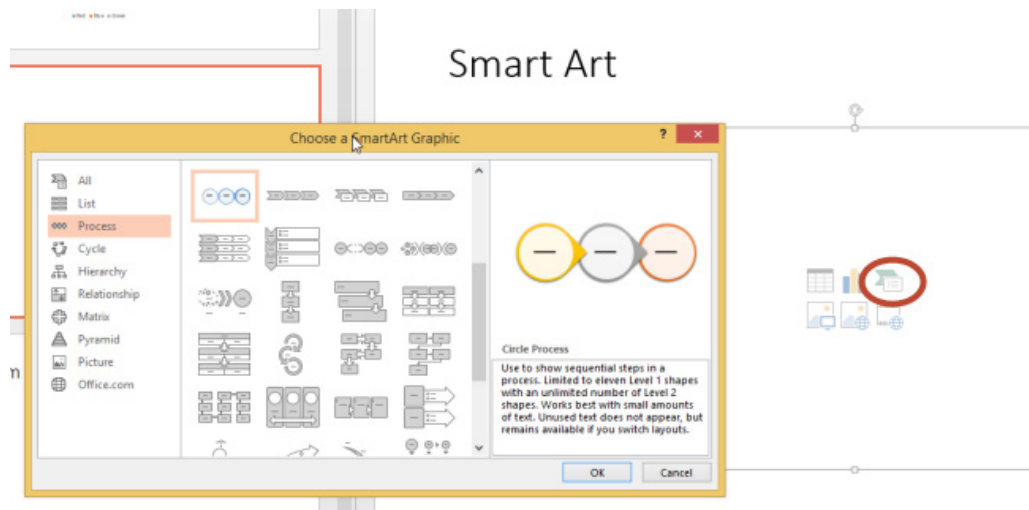 Red Blue Green
Smart Art
Choose a SmartArt Graphic
?
All
List
Process
Cycle
Hierarchy
Relationship
Matrix
Pyramid
Picture
Office.com
m
Circle Process
Use to show sequential steps in a
process. Limited to eleven Level 1 shapes
with an unlimited number of Level 2
shapes. Works best with small amounts
of text. Unused text does not appear, but
remains available if you switch layouts.
OK Cancel